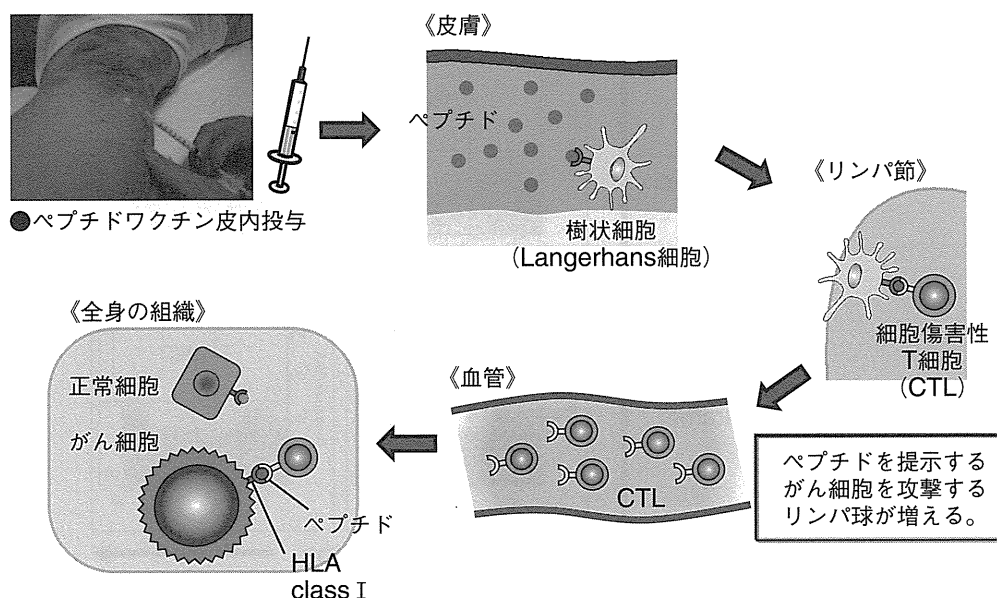 《皮膚》
ペプチド
樹状細胞
(Langerhans細胞)
●ペプチドワクチン皮内投与
《リンパ節》
細胞傷害性
T細胞
(CTL)
《血管》
CTL
ペプチドを提示する
がん細胞を攻撃する
リンパ球が増える。
《全身の組織》
正常細胞
がん細胞
ペプチド
HLA
class Ⅰ